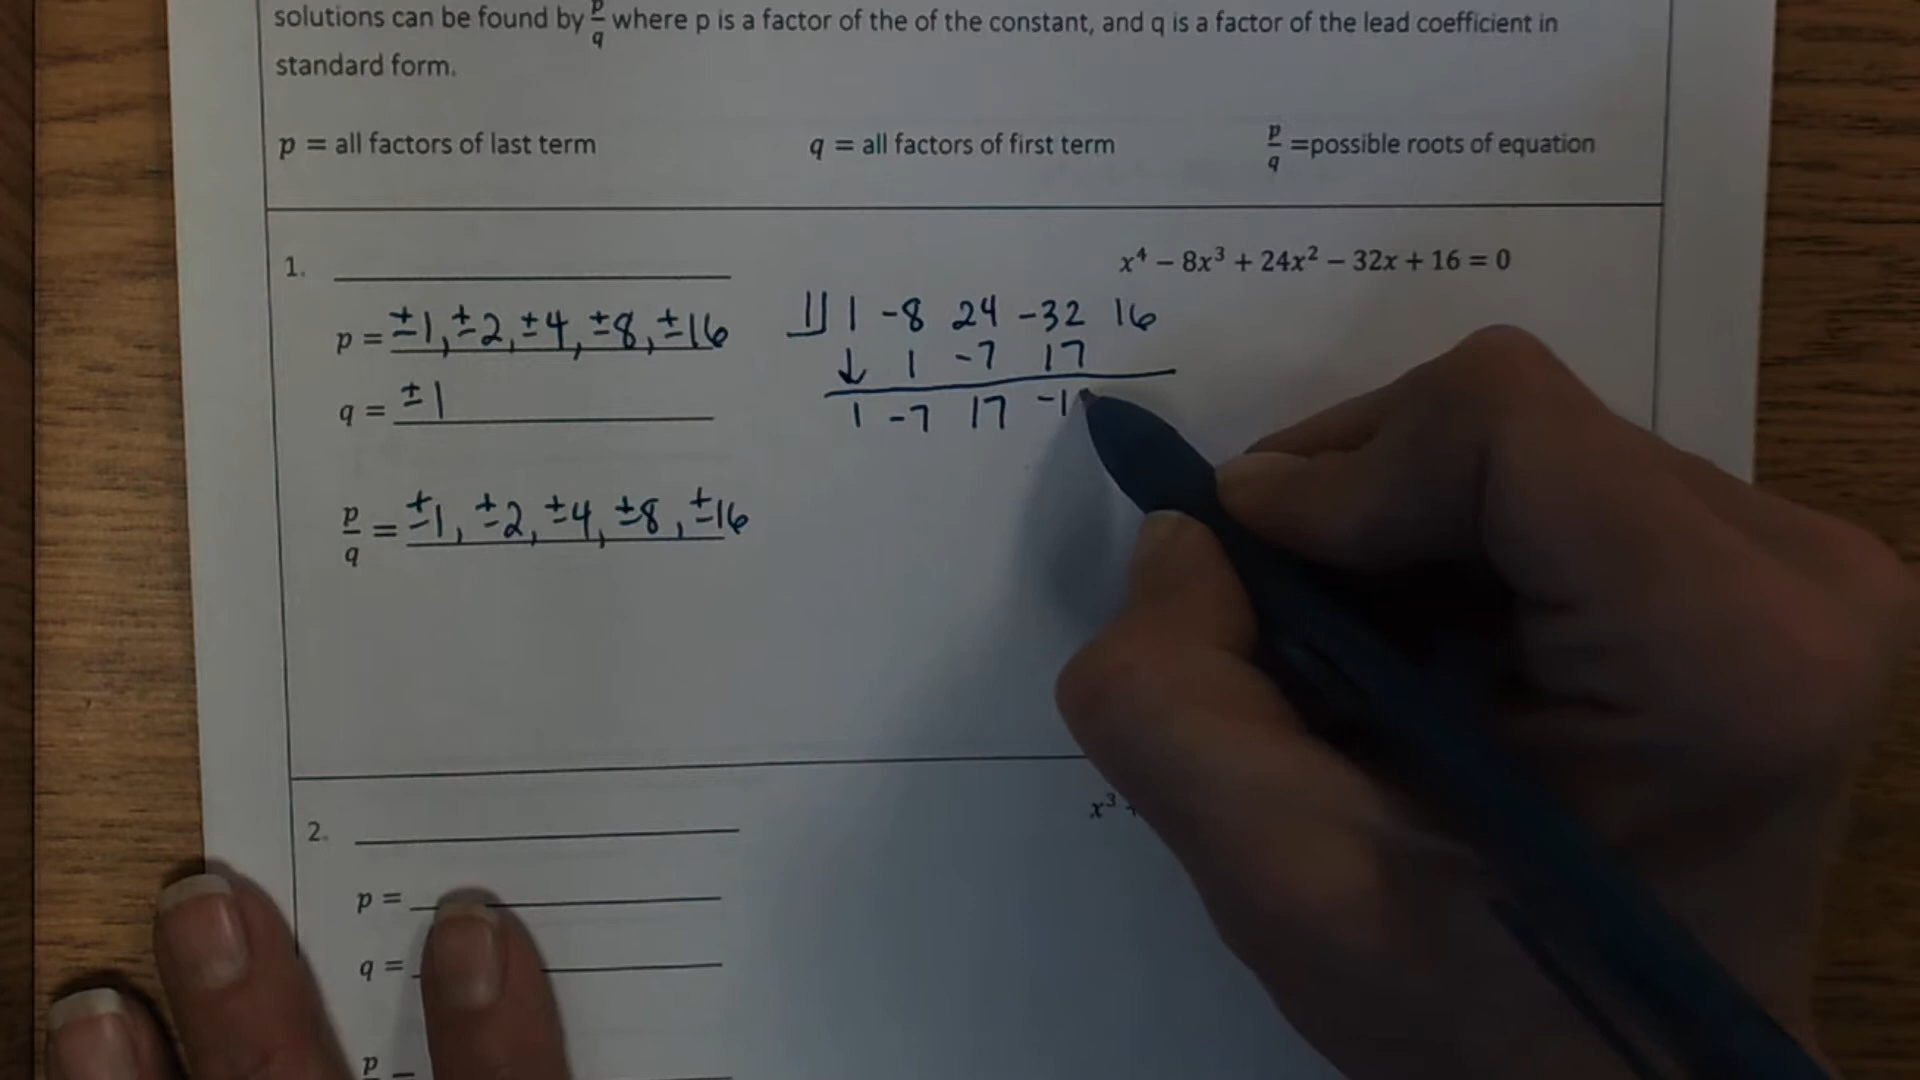 solutions can be found by p/q where p is a factor of the of the constant, and q is a factor of the lead coefficient in
standard form.
p = all factors of last term
q = all factors of first term
p/q =possible roots of equation
1.
x⁴ − 8x³ + 24x² − 32x + 16 = 0
p = ±1, ±2, ±4, ±8, ±16
q = ±1
p/q = ±1, ±2, ±4, ±8, ±16
1 1 -8 24 -32 16
↓ 1 -7 17
1 -7 17 -1
2.
x³
p =
q =
p